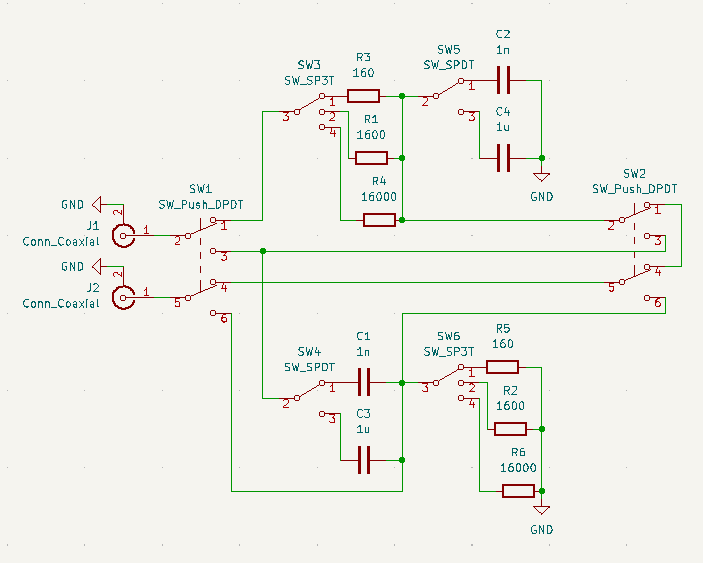 C2
1n
R3
160
SW5
SW_SPDT
SW3
SW_SP3T
1
2
3
1
2
3
4
R1
1600
C4
1u
R4
16000
GND
SW2
SW_Push_DPDT
SW1
SW_Push_DPDT
GND
2
J1
Conn_Coaxial
1
2
1
3
2
1
3
GND
2
J2
Conn_Coaxial
1
5
4
6
5
4
6
C1
1n
R5
160
SW4
SW_SPDT
SW6
SW_SP3T
2
1
3
3
1
2
4
R2
1600
C3
1u
R6
16000
GND